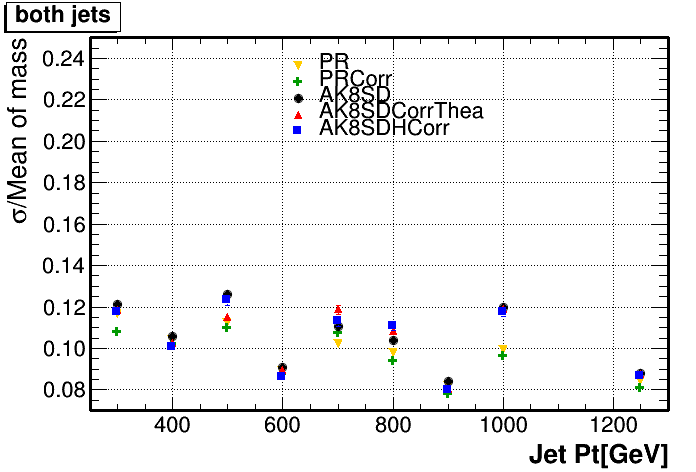 both jets
σ/Mean of mass
0.24
0.22
0.20
0.18
0.16
0.14
0.12
0.10
0.08
PR
PRCorr
AK8SD
AK8SDCorrThea
AK8SDHCorr
400 600 800 1000 1200
Jet Pt[GeV]